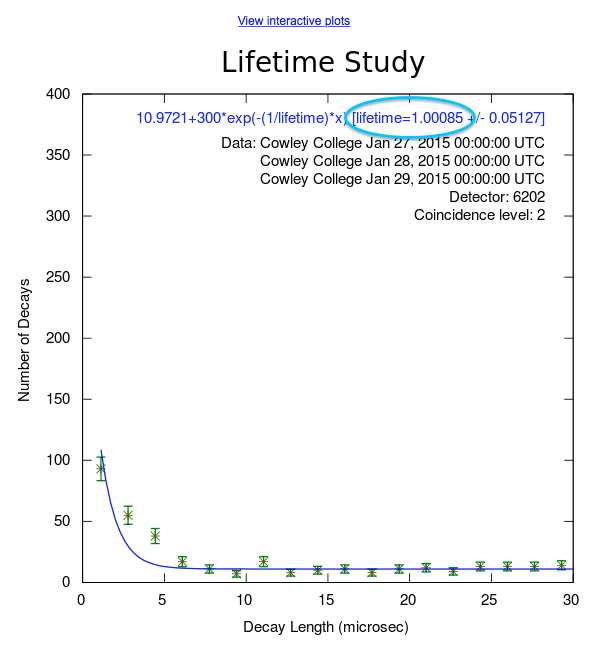 View interactive plots
Lifetime Study
10.9721+300*exp(-(1/lifetime)*x) [lifetime=1.00085 +/- 0.05127]
Data: Cowley College Jan 27, 2015 00:00:00 UTC
Cowley College Jan 28, 2015 00:00:00 UTC
Cowley College Jan 29, 2015 00:00:00 UTC
Detector: 6202
Coincidence level: 2
400
350
300
250
200
150
100
50
0
Number of Decays
0 5 10 15 20 25 30
Decay Length (microsec)